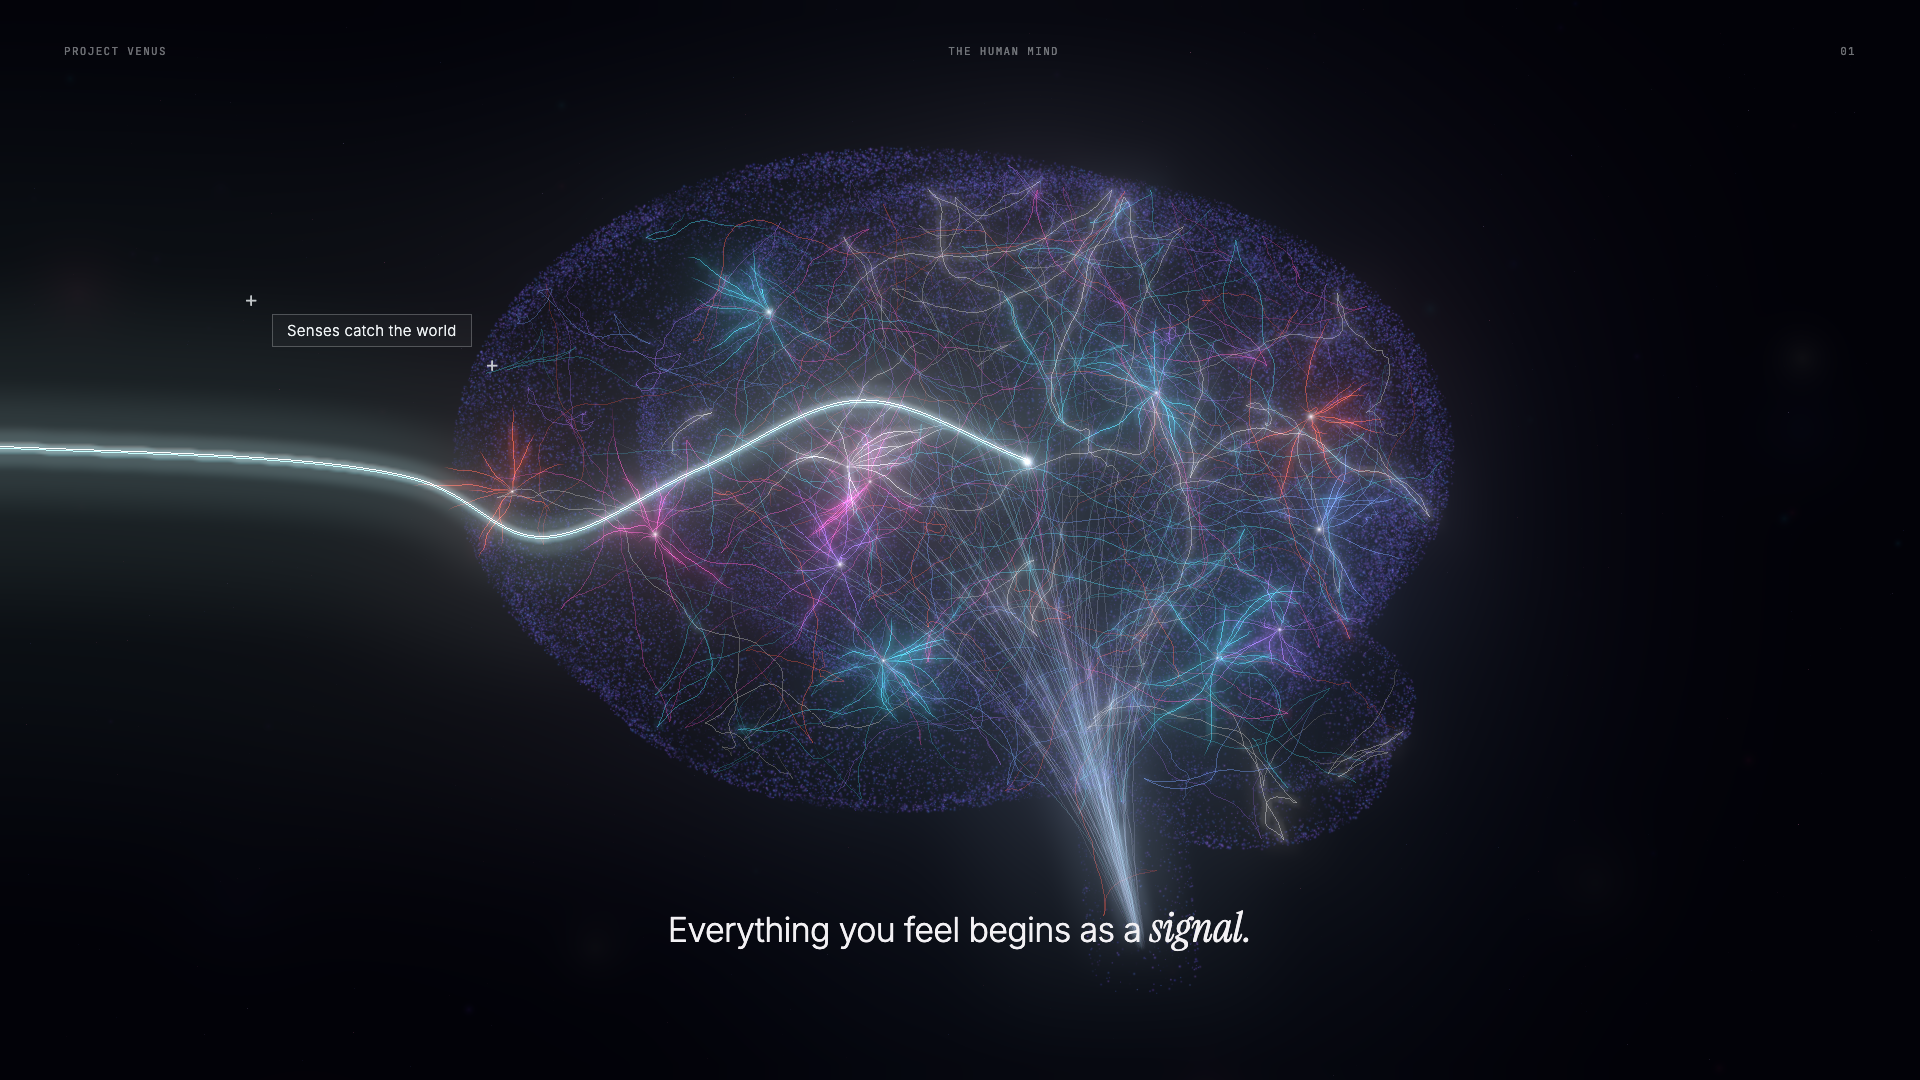 PROJECT VENUS
THE HUMAN MIND
01
Senses catch the world
Everything you feel begins as a signal.